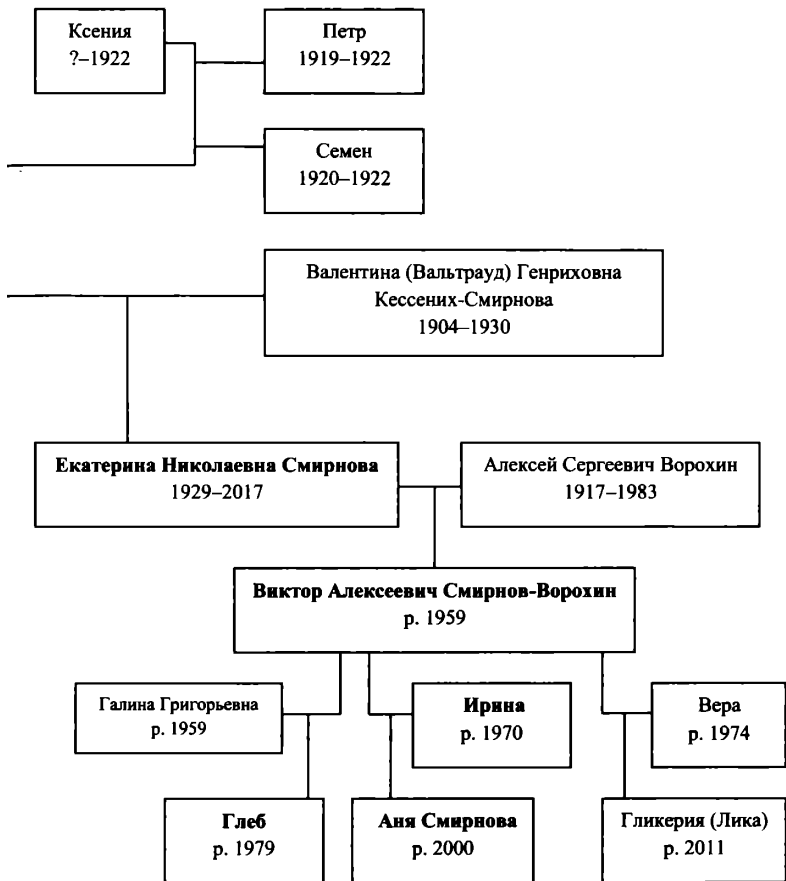 Ксения
?–1922
Петр
1919–1922
Семен
1920–1922
Валентина (Вальтрауд) Генриховна
Кессених-Смирнова
1904–1930
Екатерина Николаевна Смирнова
1929–2017
Алексей Сергеевич Ворохин
1917–1983
Виктор Алексеевич Смирнов-Ворохин
р. 1959
Галина Григорьевна
р. 1959
Ирина
р. 1970
Вера
р. 1974
Глеб
р. 1979
Аня Смирнова
р. 2000
Гликерия (Лика)
р. 2011